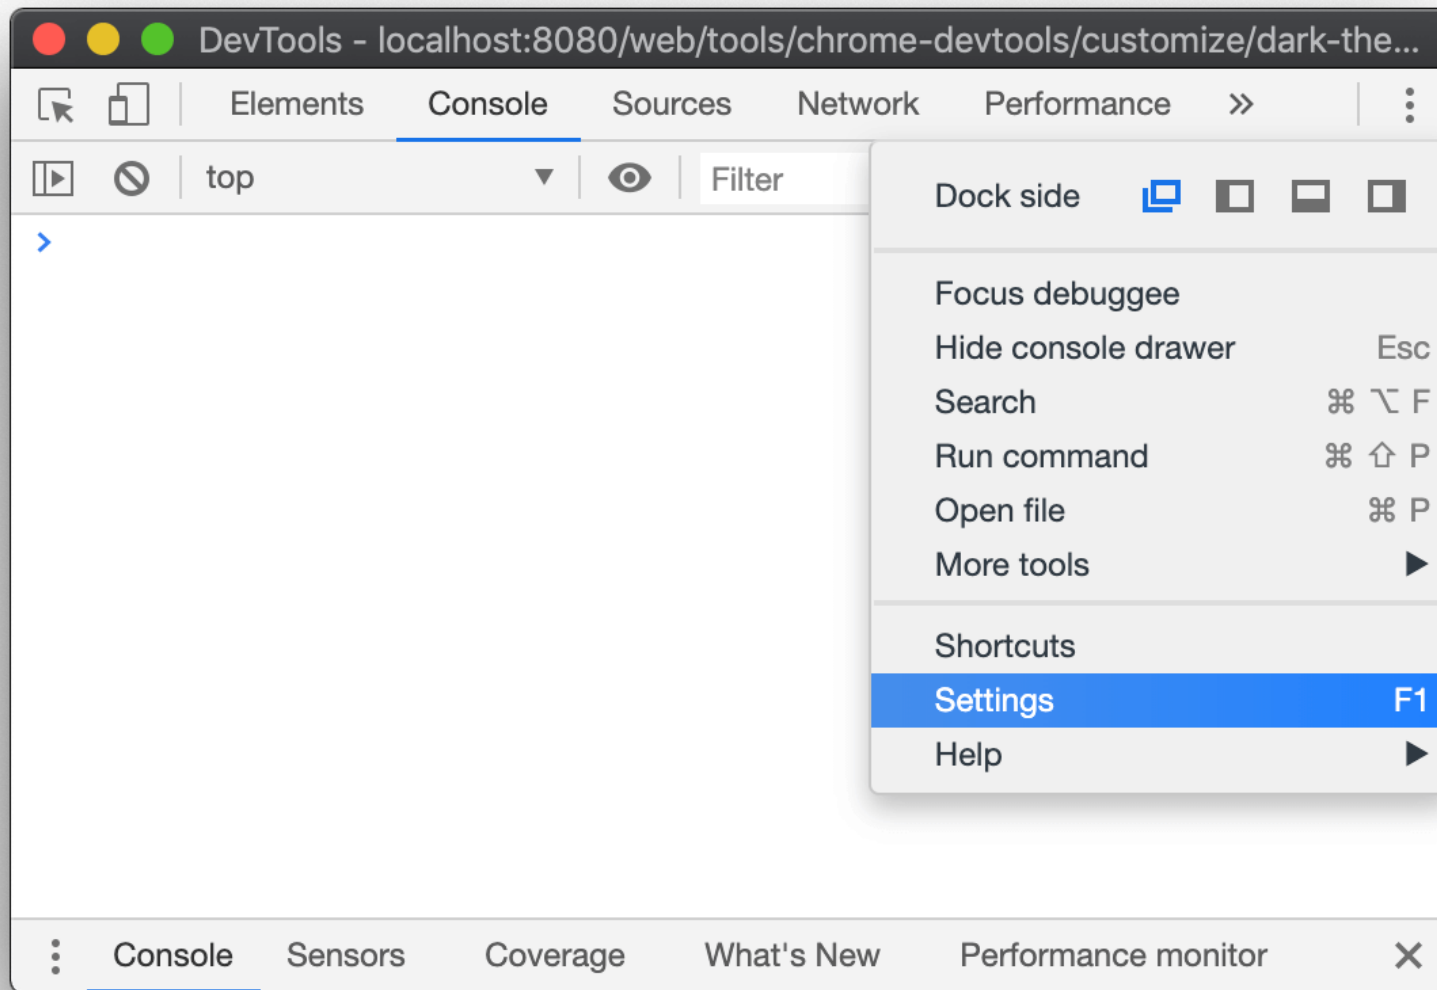 DevTools - localhost:8080/web/tools/chrome-devtools/customize/dark-the...
Elements Console Sources Network Performance »
top ▼ Filter
Dock side
>
Focus debuggee
Hide console drawer Esc
Search ⌘ ⌥ F
Run command ⌘ ⇧ P
Open file ⌘ P
More tools ▶
Shortcuts
Settings F1
Help ▶
Console Sensors Coverage What's New Performance monitor ×